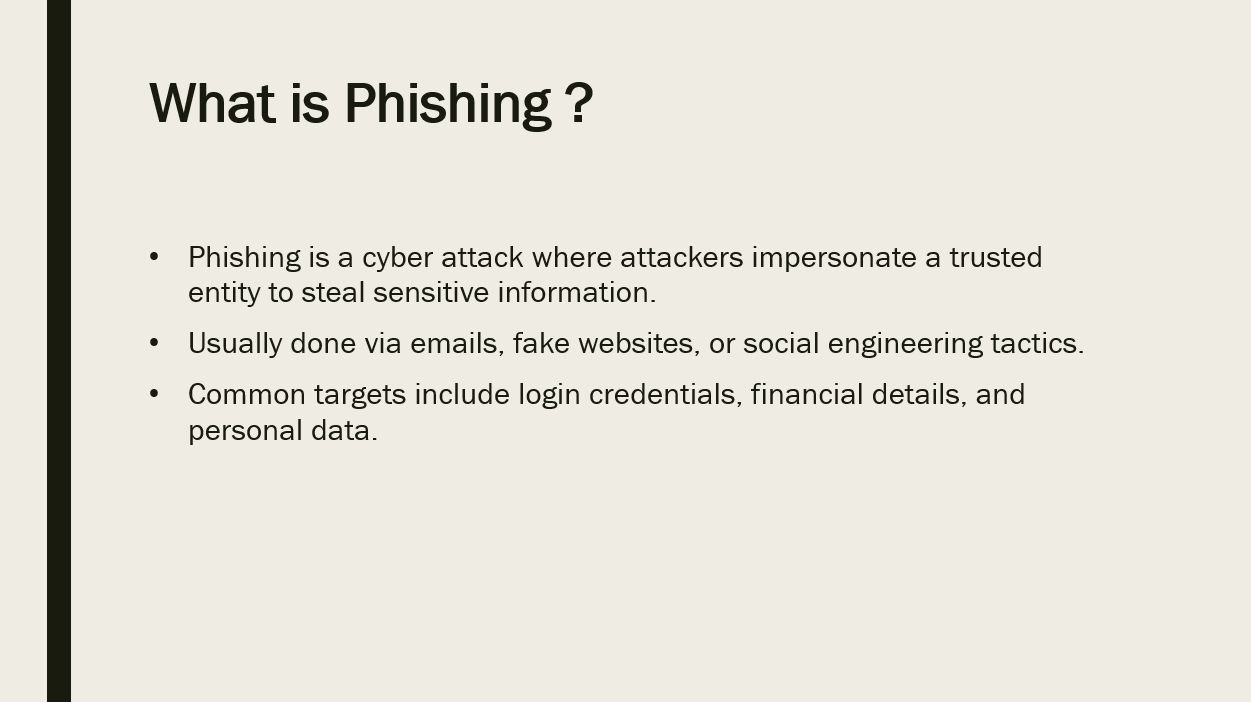 What is Phishing ?
• Phishing is a cyber attack where attackers impersonate a trusted
entity to steal sensitive information.
• Usually done via emails, fake websites, or social engineering tactics.
• Common targets include login credentials, financial details, and
personal data.